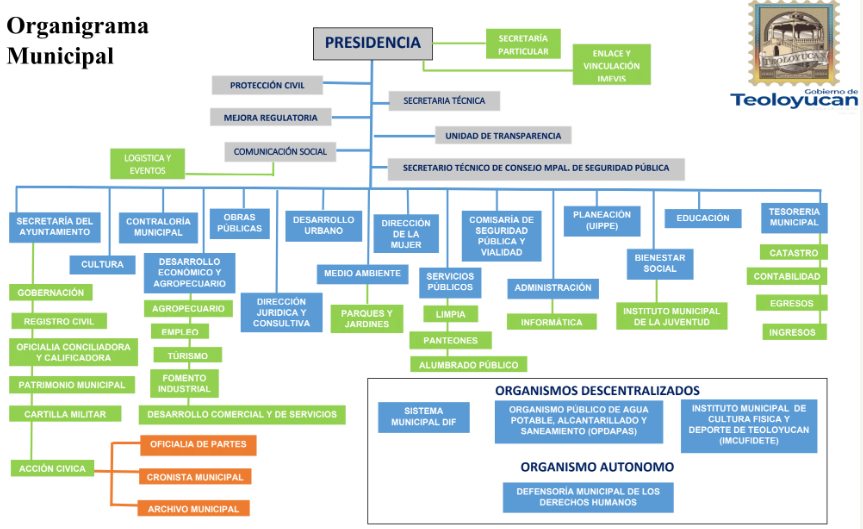 Organigrama
Municipal
PRESIDENCIA
SECRETARÍA
PARTICULAR
ENLACE Y
VINCULACIÓN
IMEVIS
TEOLOYUCAN
Gobierno de
Teoloyucan
PROTECCIÓN CIVIL
SECRETARIA TÉCNICA
MEJORA REGULATORIA
UNIDAD DE TRANSPARENCIA
COMUNICACIÓN SOCIAL
LOGISTICA Y
EVENTOS
SECRETARIO TÉCNICO DE CONSEJO MPAL. DE SEGURIDAD PÚBLICA
SECRETARÍA DEL
AYUNTAMIENTO
CONTRALORÍA
MUNICIPAL
OBRAS
PÚBLICAS
DESARROLLO
URBANO
DIRECCIÓN
DE LA
MUJER
COMISARÍA DE
SEGURIDAD
PÚBLICA Y
VIALIDAD
PLANEACIÓN
(UIPPE)
EDUCACIÓN
TESORERIA
MUNICIPAL
CULTURA
DESARROLLO
ECONÓMICO Y
AGROPECUARIO
DIRECCIÓN
JURIDICA Y
CONSULTIVA
MEDIO AMBIENTE
SERVICIOS
PÚBLICOS
ADMINISTRACIÓN
BIENESTAR
SOCIAL
CATASTRO
CONTABILIDAD
EGRESOS
INGRESOS
GOBERNACIÓN
REGISTRO CIVIL
OFICIALIA CONCILIADORA
Y CALIFICADORA
PATRIMONIO MUNICIPAL
CARTILLA MILITAR
ACCIÓN CIVICA
AGROPECUARIO
EMPLEO
TÚRISMO
FOMENTO
INDUSTRIAL
DESARROLLO COMERCIAL Y DE SERVICIOS
PARQUES Y
JARDINES
LIMPIA
PANTEONES
ALUMBRADO PÚBLICO
INFORMÁTICA
INSTITUTO MUNICIPAL
DE LA JUVENTUD
OFICIALIA DE PARTES
CRONISTA MUNICIPAL
ARCHIVO MUNICIPAL
ORGANISMOS DESCENTRALIZADOS
SISTEMA
MUNICIPAL DIF
ORGANISMO PÚBLICO DE AGUA
POTABLE, ALCANTARILLADO Y
SANEAMIENTO (OPDAPAS)
INSTITUTO MUNICIPAL DE
CULTURA FISICA Y
DEPORTE DE TEOLOYUCAN
(IMCUFIDETE)
ORGANISMO AUTONOMO
DEFENSORÍA MUNICIPAL DE LOS
DERECHOS HUMANOS